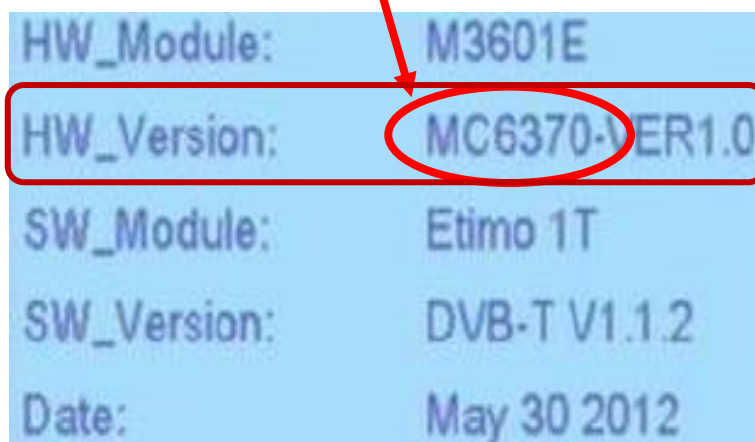 HW_Module: M3601E
HW_Version: MC6370-VER1.0
SW_Module: Etimo 1T
SW_Version: DVB-T V1.1.2
Date: May 30 2012